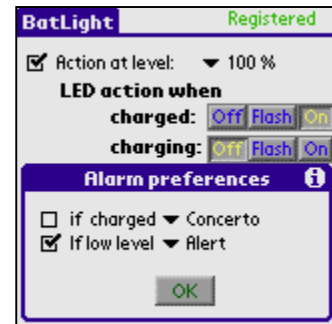 BatLight Registered
Action at level: 100 %
LED action when
charged: Off Flash On
charging: Off Flash On
Alarm preferences i
if charged Concerto
If low level Alert
OK